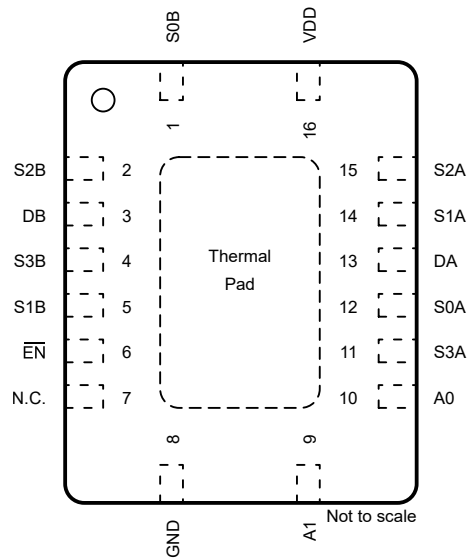 S0B
VDD
1
16
S2B 2
15 S2A
DB 3
14 S1A
S3B 4
13 DA
S1B 5
12 S0A
EN 6
11 S3A
N.C. 7
10 A0
Thermal
Pad
8
9
GND
A1
Not to scale